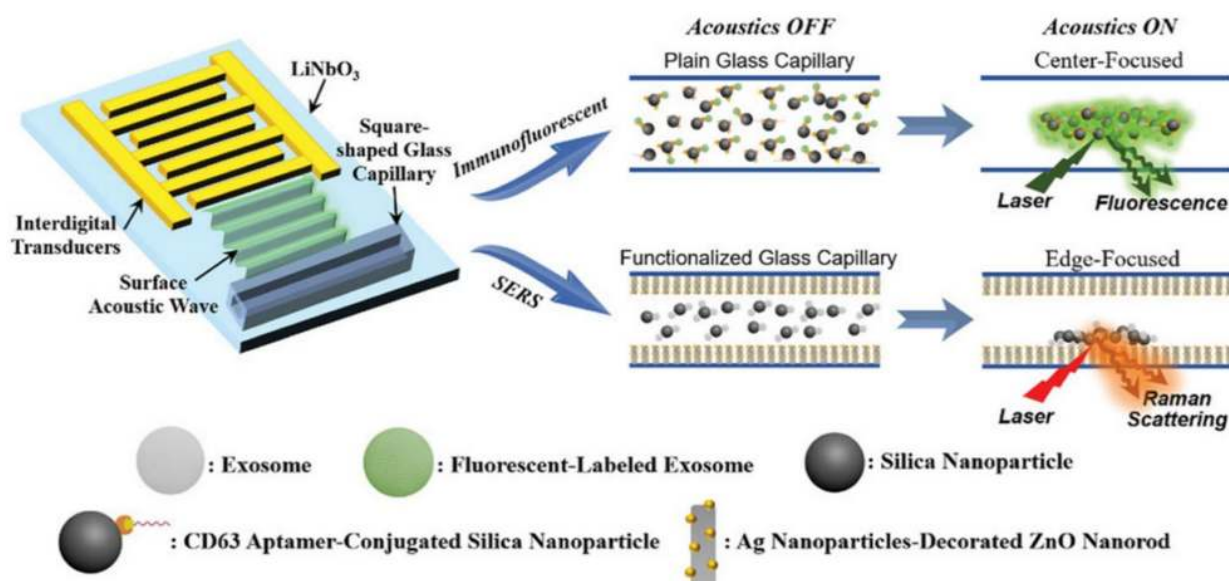 LiNbO3
Square-
shaped Glass
Capillary
Interdigital
Transducers
Surface
Acoustic Wave
Immunofluorescent
SERS
Acoustics OFF
Acoustics ON
Plain Glass Capillary
Center-Focused
Laser
Fluorescence
Functionalized Glass Capillary
Edge-Focused
Laser
Raman
Scattering
: Exosome
: Fluorescent-Labeled Exosome
: Silica Nanoparticle
: CD63 Aptamer-Conjugated Silica Nanoparticle
: Ag Nanoparticles-Decorated ZnO Nanorod